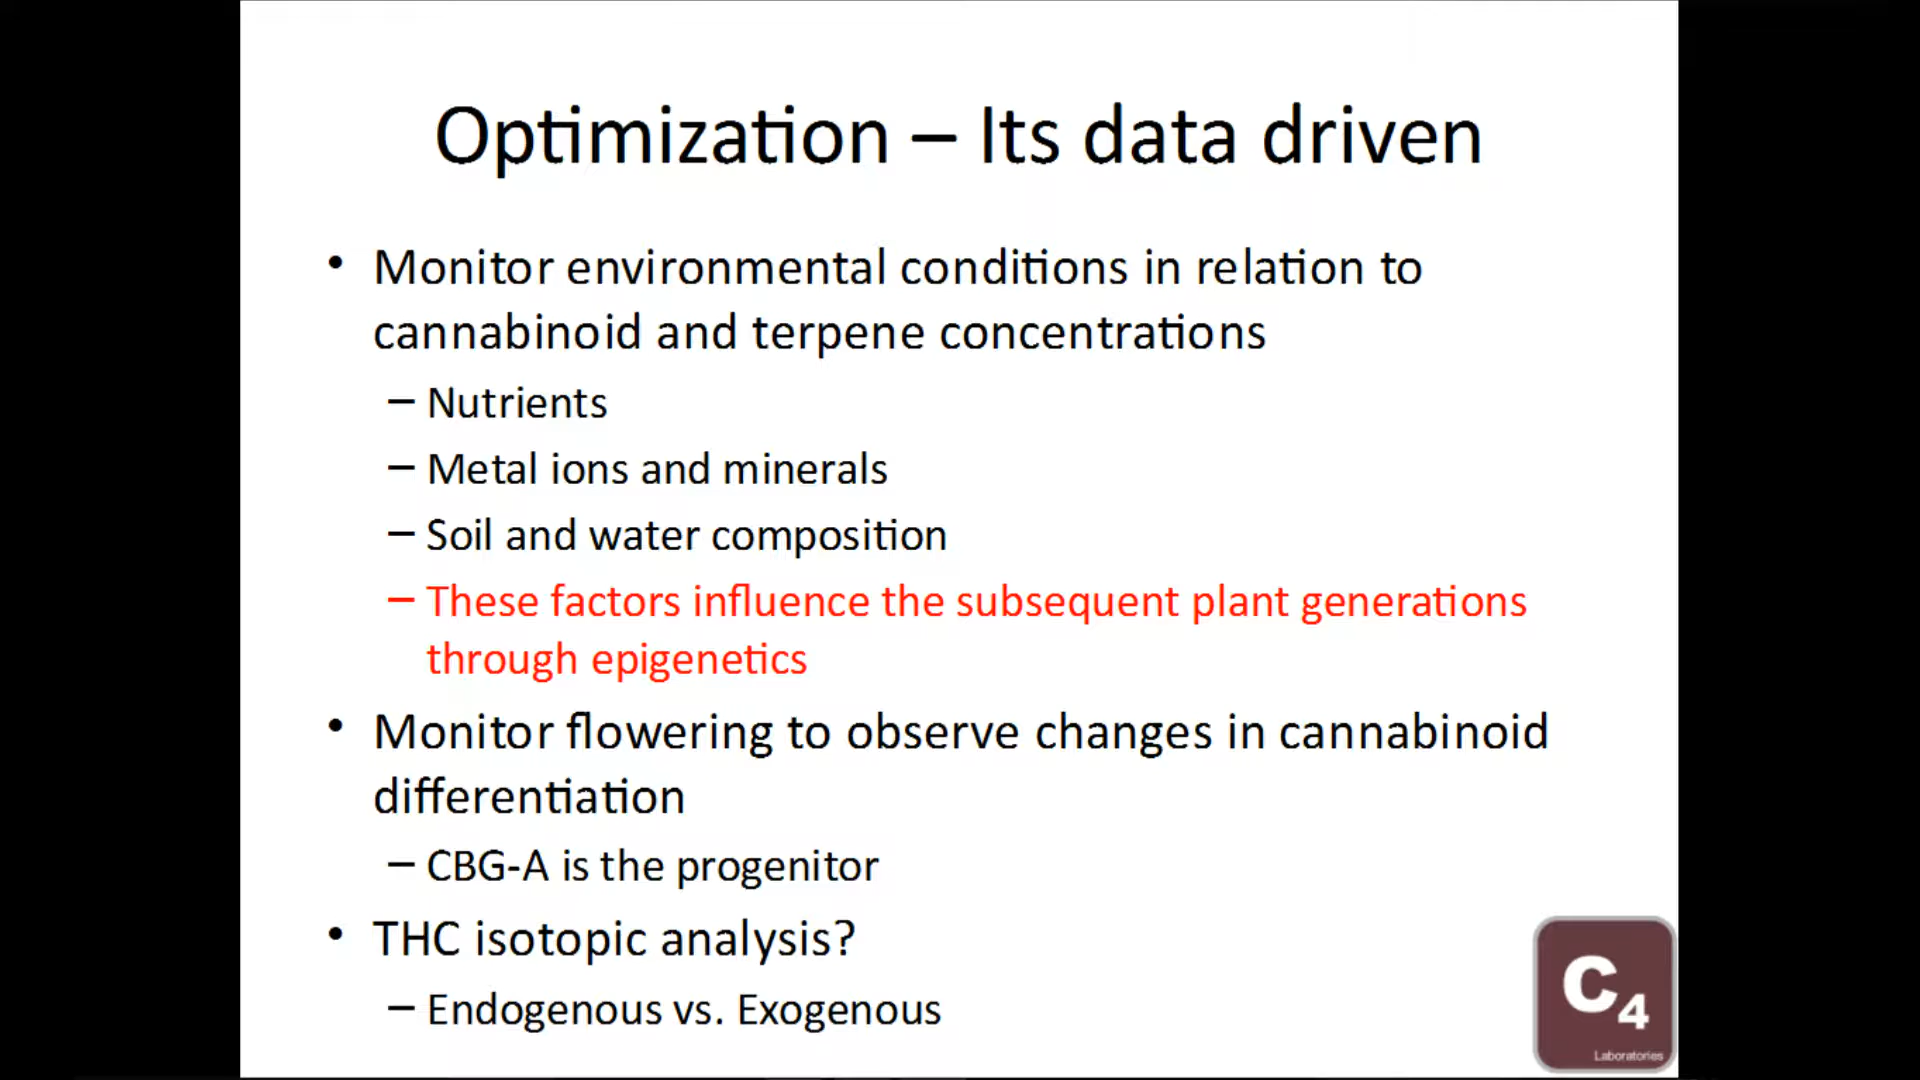 Optimization – Its data driven
• Monitor environmental conditions in relation to
cannabinoid and terpene concentrations
– Nutrients
– Metal ions and minerals
– Soil and water composition
– These factors influence the subsequent plant generations
through epigenetics
• Monitor flowering to observe changes in cannabinoid
differentiation
– CBG-A is the progenitor
• THC isotopic analysis?
– Endogenous vs. Exogenous
C4
Laboratories